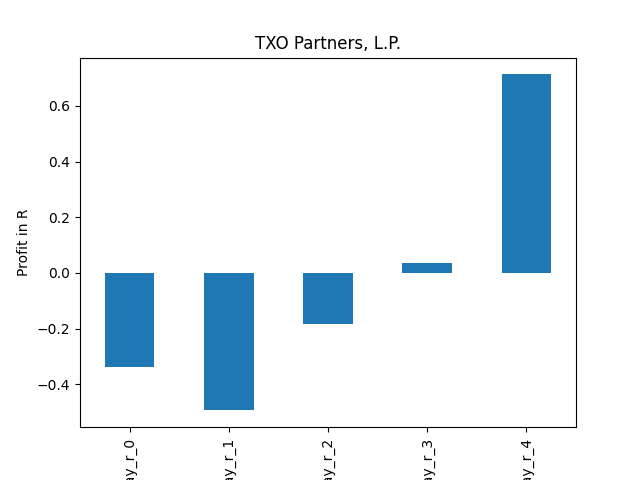 TXO Partners, L.P.
Profit in R
0.6
0.4
0.2
0.0
−0.2
−0.4
ay_r_0
ay_r_1
ay_r_2
ay_r_3
ay_r_4